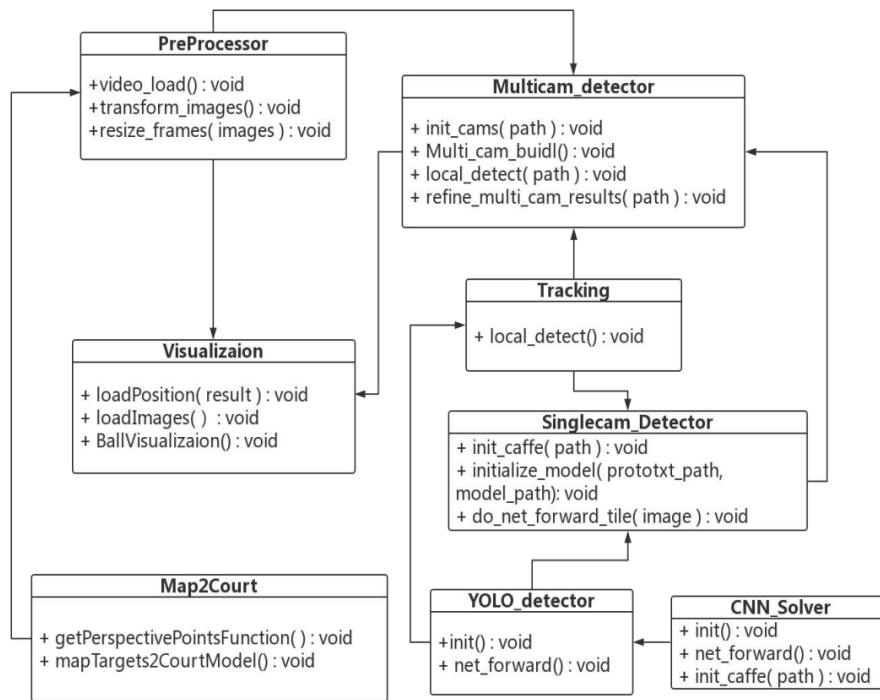 PreProcessor
+video_load() : void
+transform_images() : void
+resize_frames( images ) : void
Multicam_detector
+ init_cams( path ) : void
+ Multi_cam_buidl() : void
+ local_detect( path ) : void
+ refine_multi_cam_results( path ) : void
Tracking
+ local_detect() : void
Visualizaion
+ loadPosition( result ) : void
+ loadImages( ) : void
+ BallVisualizaion() : void
Singlecam_Detector
+ init_caffe( path ) : void
+ initialize_model( prototxt_path,
model_path): void
+ do_net_forward_tile( image ) : void
Map2Court
+ getPerspectivePointsFunction( ) : void
+ mapTargets2CourtModel() : void
YOLO_detector
+init() : void
+ net_forward() : void
CNN_Solver
+ init() : void
+ net_forward() : void
+ init_caffe( path ) : void